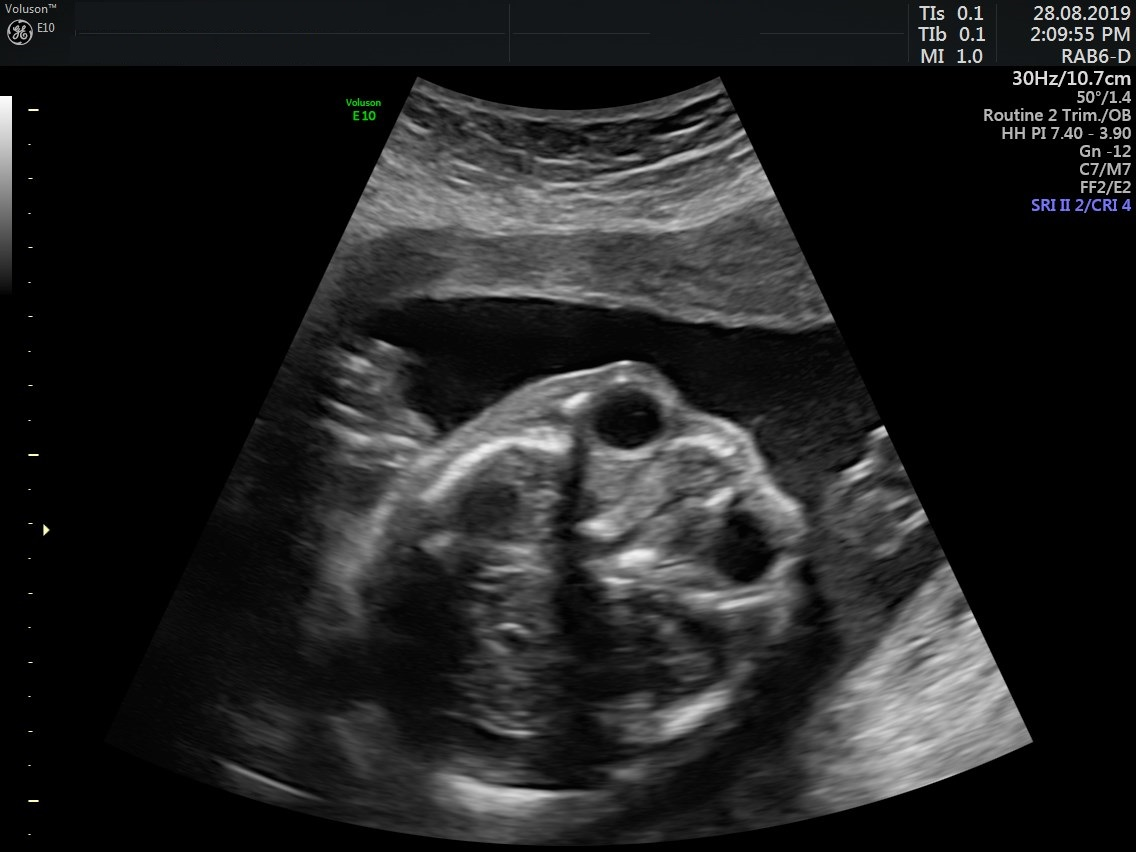 Voluson™
E10
TIs 0.1
TIb 0.1
MI 1.0
28.08.2019
2:09:55 PM
RAB6-D
30Hz/10.7cm
50°/1.4
Routine 2 Trim./OB
HH PI 7.40 - 3.90
Gn -12
C7/M7
FF2/E2
SRI II 2/CRI 4
Voluson
E 10